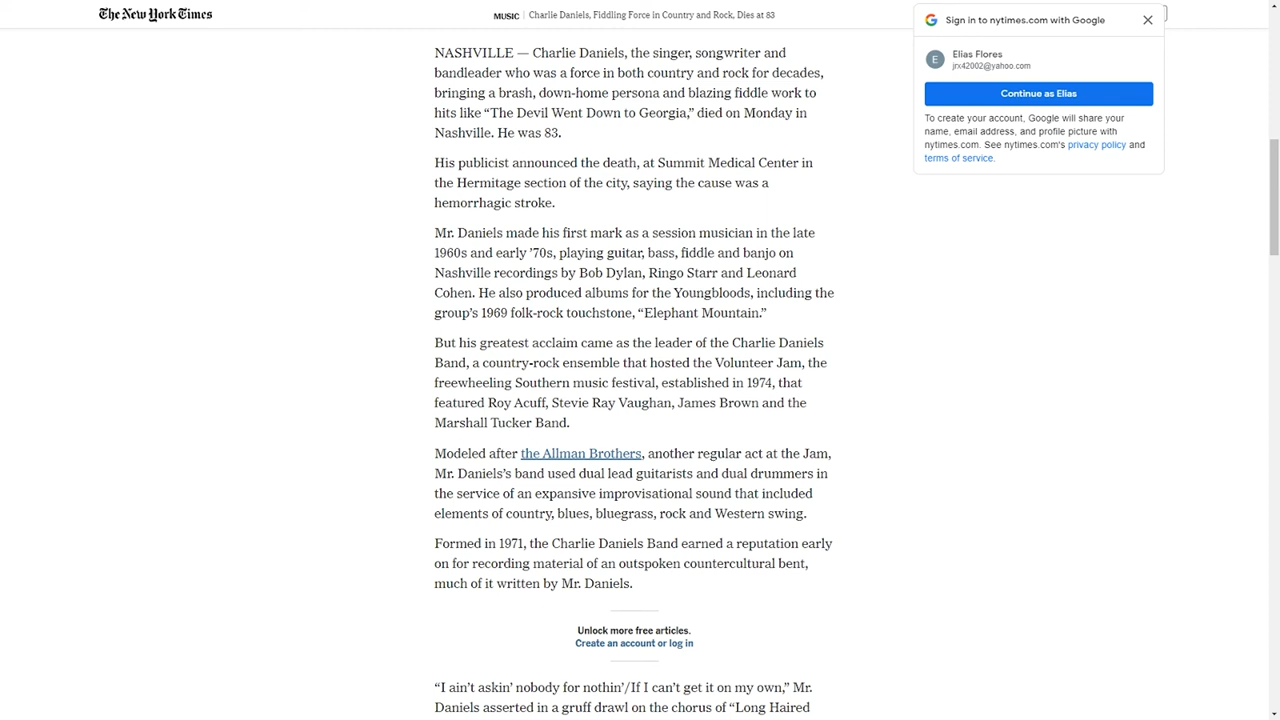 The New York Times
MUSIC | Charlie Daniels, Fiddling Force in Country and Rock, Dies at 83
NASHVILLE — Charlie Daniels, the singer, songwriter and
bandleader who was a force in both country and rock for decades,
bringing a brash, down-home persona and blazing fiddle work to
hits like “The Devil Went Down to Georgia,” died on Monday in
Nashville. He was 83.
His publicist announced the death, at Summit Medical Center in
the Hermitage section of the city, saying the cause was a
hemorrhagic stroke.
Mr. Daniels made his first mark as a session musician in the late
1960s and early ’70s, playing guitar, bass, fiddle and banjo on
Nashville recordings by Bob Dylan, Ringo Starr and Leonard
Cohen. He also produced albums for the Youngbloods, including the
group’s 1969 folk-rock touchstone, “Elephant Mountain.”
But his greatest acclaim came as the leader of the Charlie Daniels
Band, a country-rock ensemble that hosted the Volunteer Jam, the
freewheeling Southern music festival, established in 1974, that
featured Roy Acuff, Stevie Ray Vaughan, James Brown and the
Marshall Tucker Band.
Modeled after the Allman Brothers, another regular act at the Jam,
Mr. Daniels’s band used dual lead guitarists and dual drummers in
the service of an expansive improvisational sound that included
elements of country, blues, bluegrass, rock and Western swing.
Formed in 1971, the Charlie Daniels Band earned a reputation early
on for recording material of an outspoken countercultural bent,
much of it written by Mr. Daniels.
Unlock more free articles.
Create an account or log in
“I ain’t askin’ nobody for nothin’/If I can’t get it on my own,” Mr.
Daniels asserted in a gruff drawl on the chorus of “Long Haired
Sign in to nytimes.com with Google
E
Elias Flores
jrx42002@yahoo.com
Continue as Elias
To create your account, Google will share your
name, email address, and profile picture with
nytimes.com. See nytimes.com's privacy policy and
terms of service.